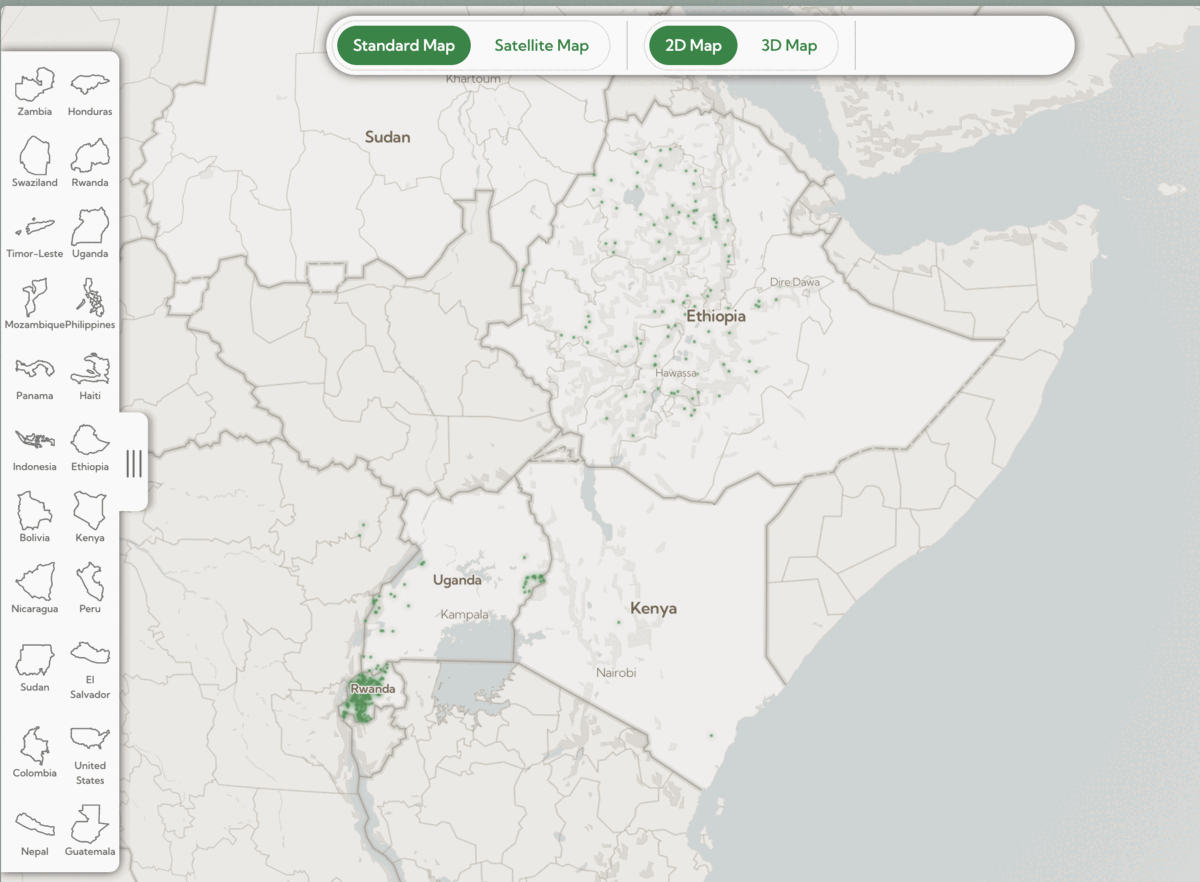 Standard Map
Satellite Map
2D Map
3D Map
Zambia
Honduras
Swaziland
Rwanda
Timor-Leste
Uganda
Mozambique
Philippines
Panama
Haiti
Indonesia
Ethiopia
Bolivia
Kenya
Nicaragua
Peru
Sudan
El
Salvador
Colombia
United
States
Nepal
Guatemala
Khartoum
Sudan
Dire Dawa
Ethiopia
Hawassa
Uganda
Kampala
Kenya
Nairobi
Rwanda